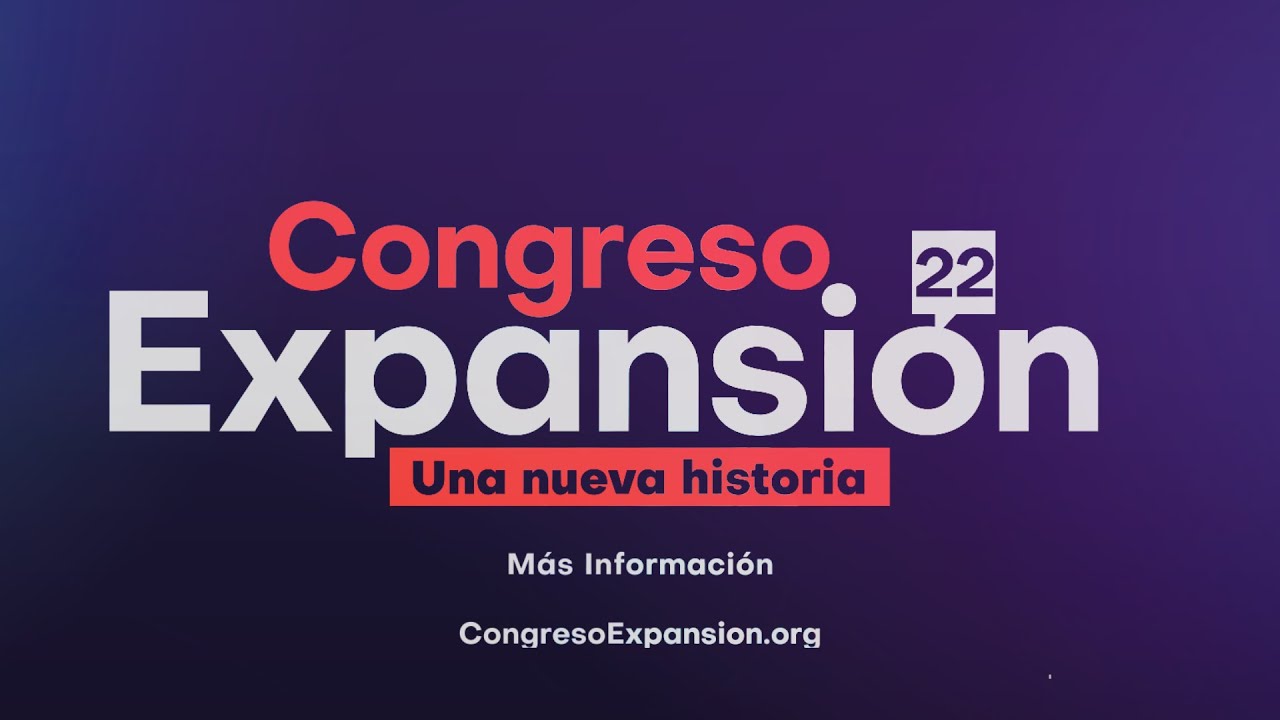 Congreso
22
Expansión
Una nueva historia
Más Información
CongresoExpansion.org